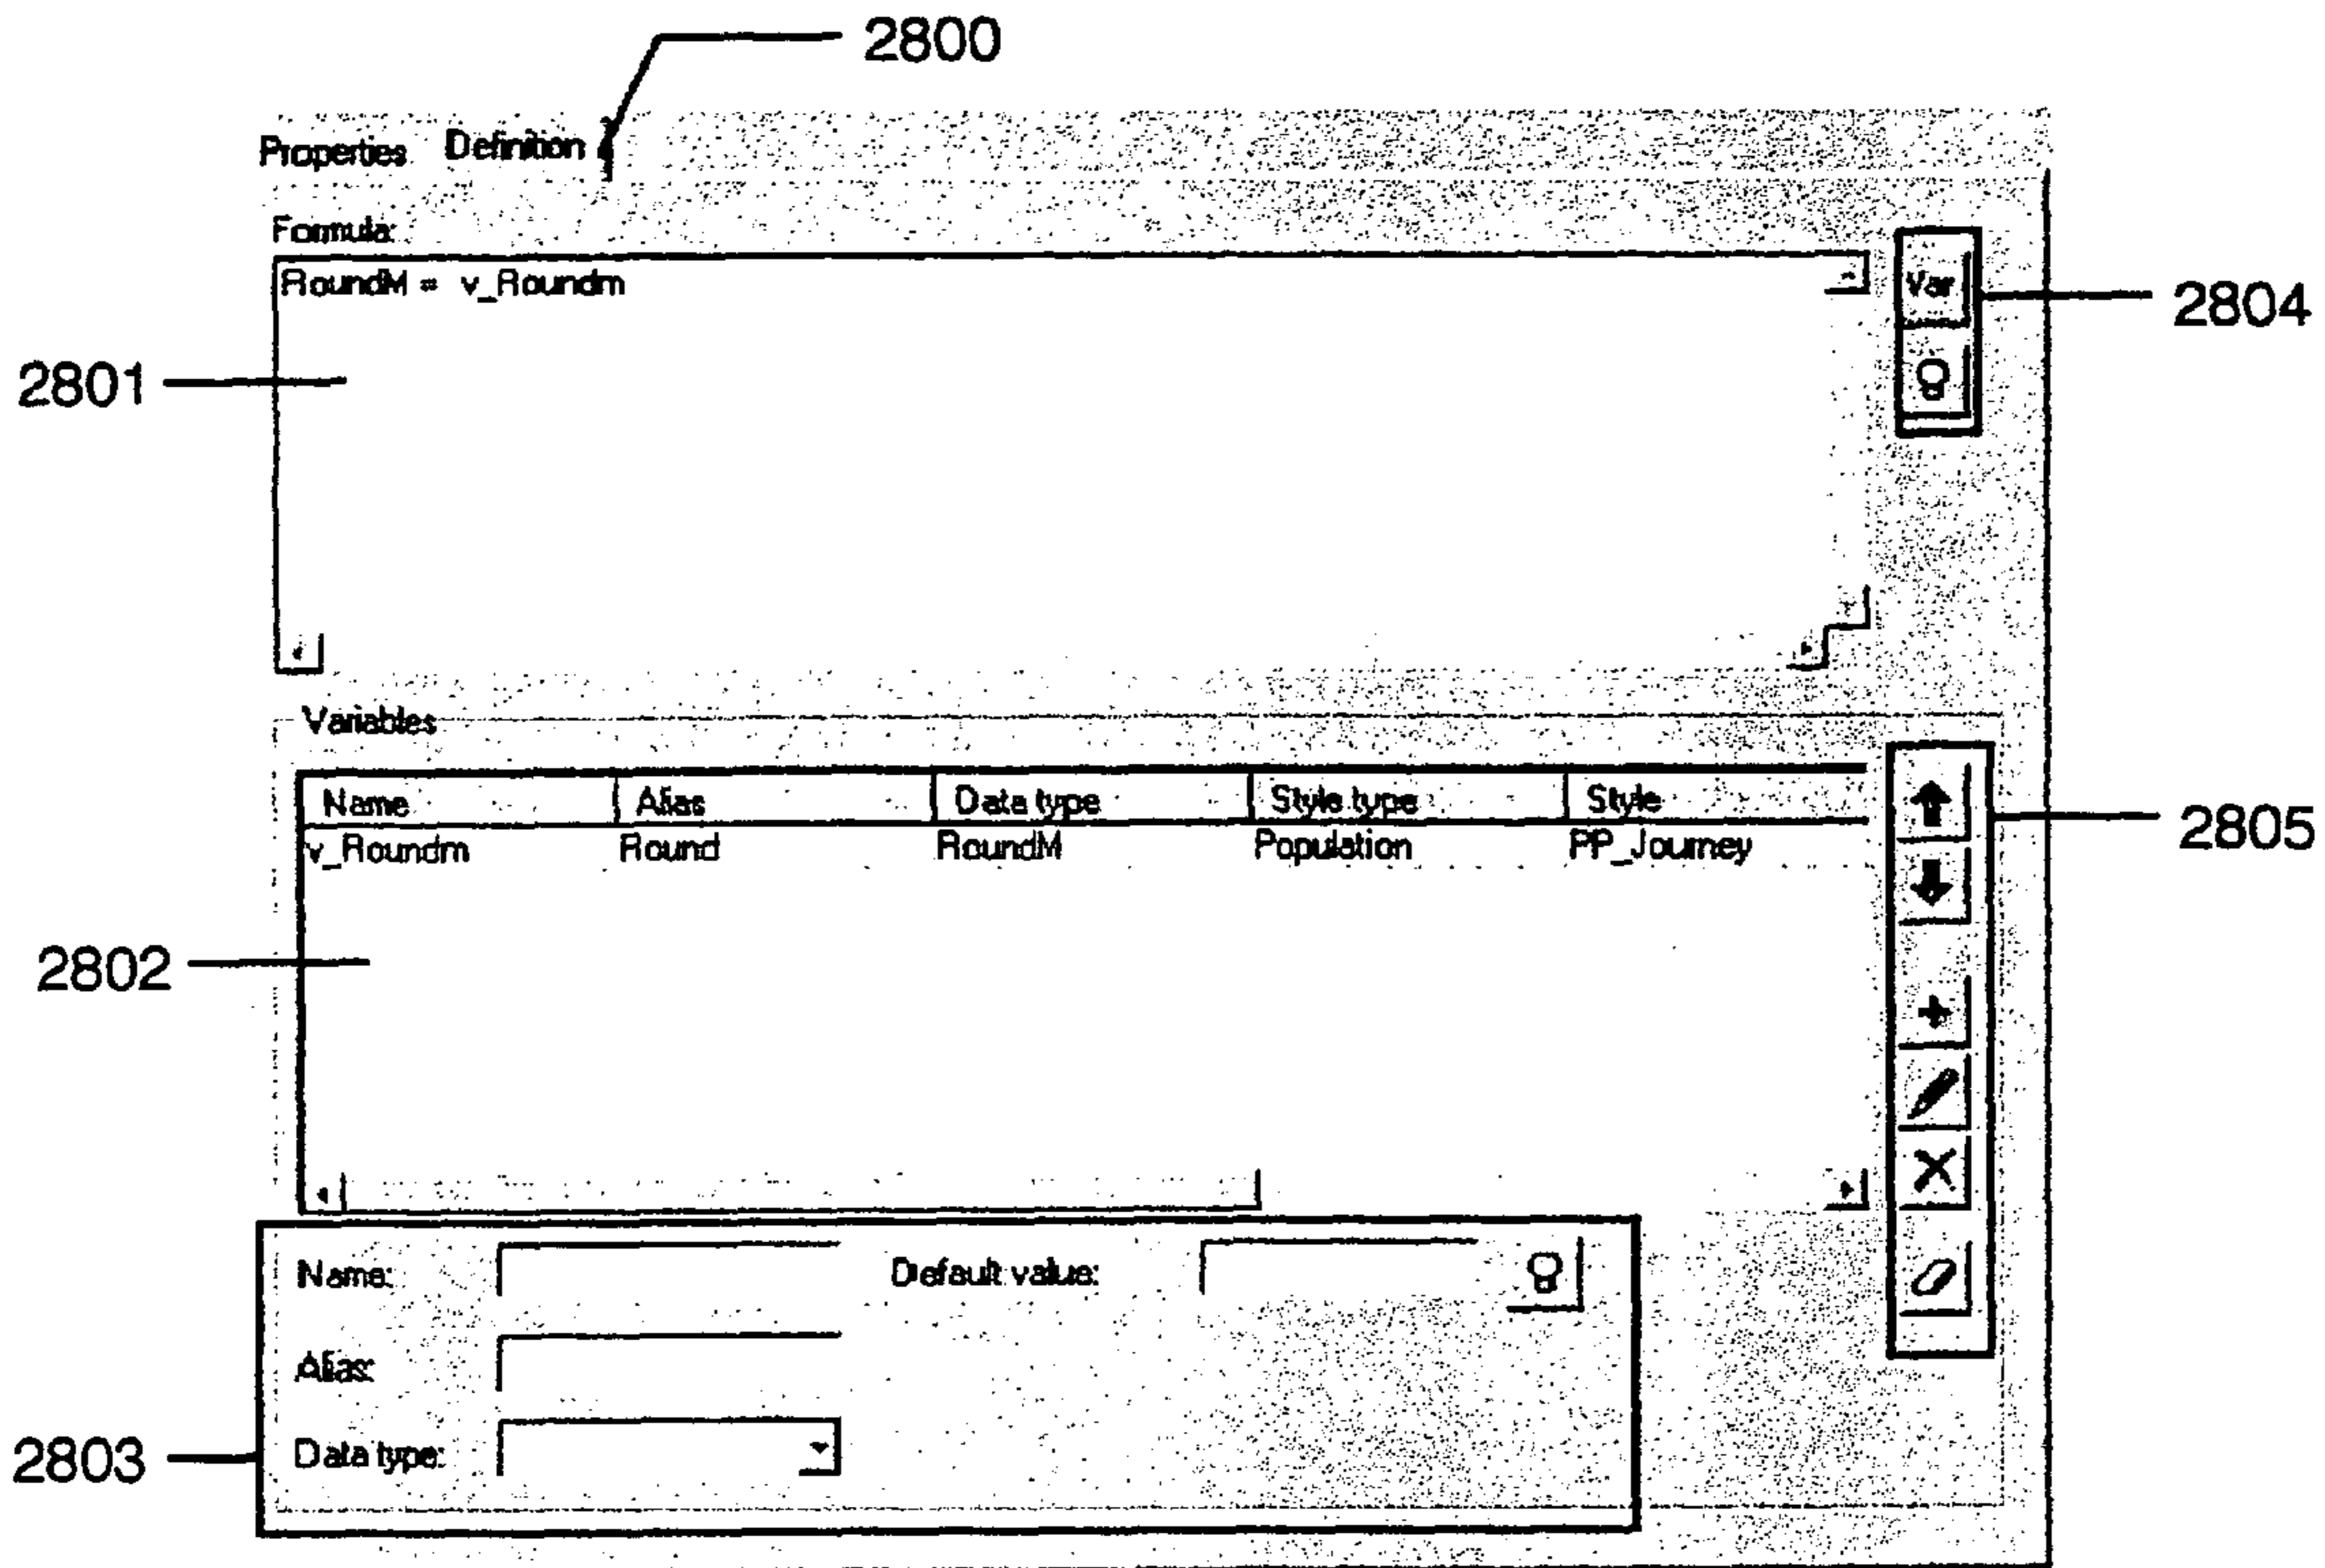 2800
Properties Definition
Formula:
RoundM = v_Roundm
Var
2804
2801
Variables
Name Alias Data type Style type Style
v_Roundm Round RoundM Population PP_Journey
2805
2802
Name: Default value:
Alias:
Data type:
2803